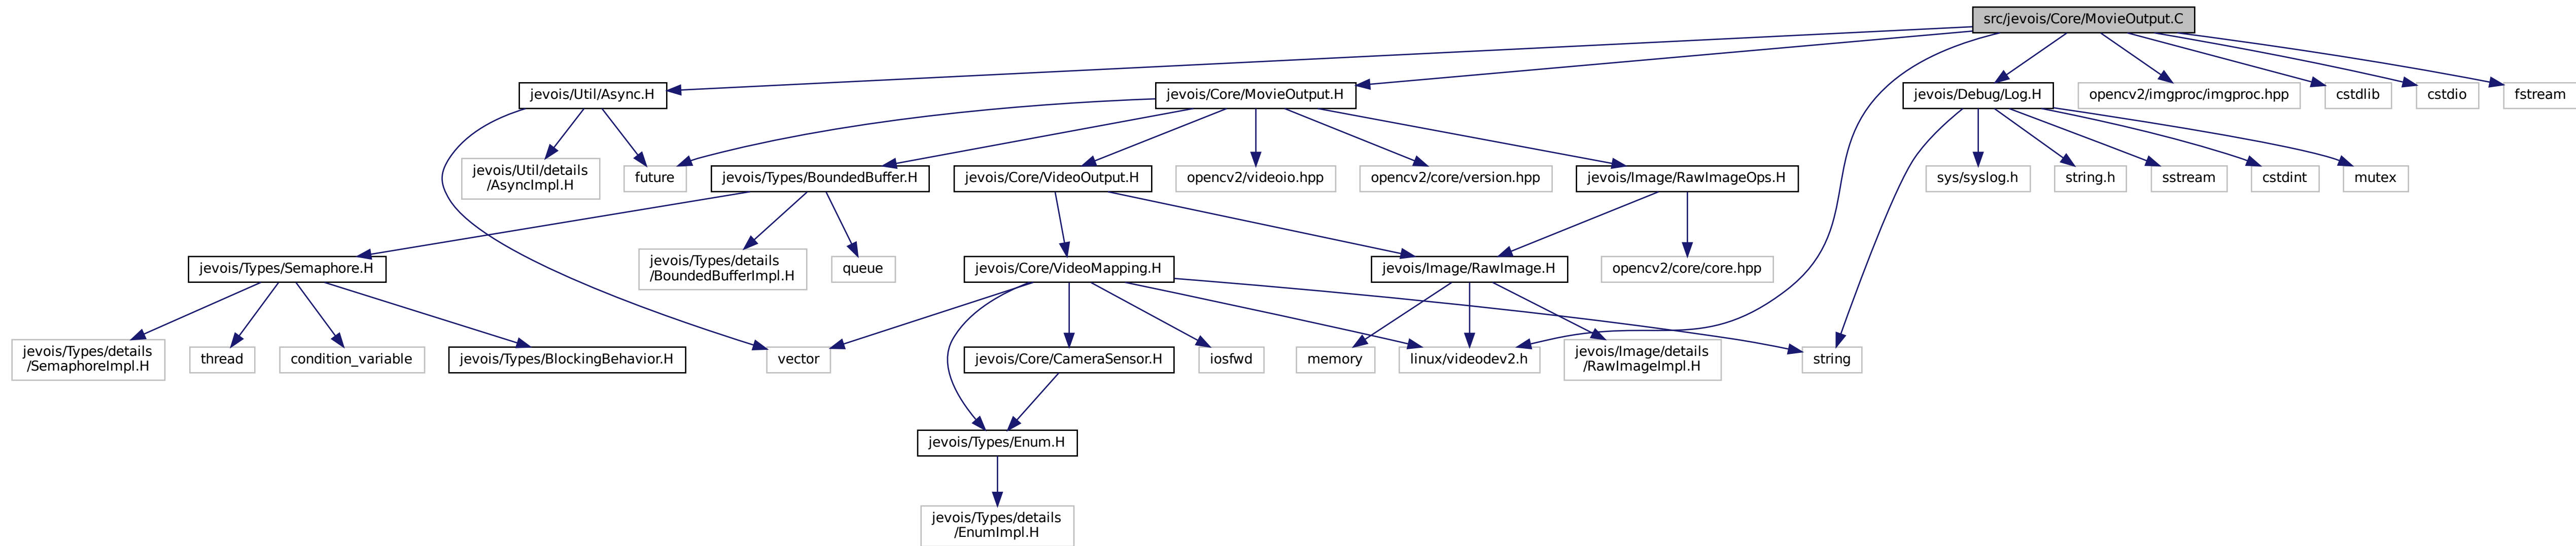 src/jevois/Core/MovieOutput.C
jevois/Util/Async.H
jevois/Core/MovieOutput.H
jevois/Debug/Log.H
opencv2/imgproc/imgproc.hpp
cstdlib
cstdio
fstream
jevois/Util/details
/AsyncImpl.H
future
jevois/Types/BoundedBuffer.H
jevois/Core/VideoOutput.H
opencv2/videoio.hpp
opencv2/core/version.hpp
jevois/Image/RawImageOps.H
sys/syslog.h
string.h
sstream
cstdint
mutex
jevois/Types/Semaphore.H
jevois/Types/details
/BoundedBufferImpl.H
queue
jevois/Core/VideoMapping.H
jevois/Image/RawImage.H
opencv2/core/core.hpp
jevois/Types/details
/SemaphoreImpl.H
thread
condition_variable
jevois/Types/BlockingBehavior.H
vector
jevois/Core/CameraSensor.H
iosfwd
memory
linux/videodev2.h
jevois/Image/details
/RawImageImpl.H
string
jevois/Types/Enum.H
jevois/Types/details
/EnumImpl.H